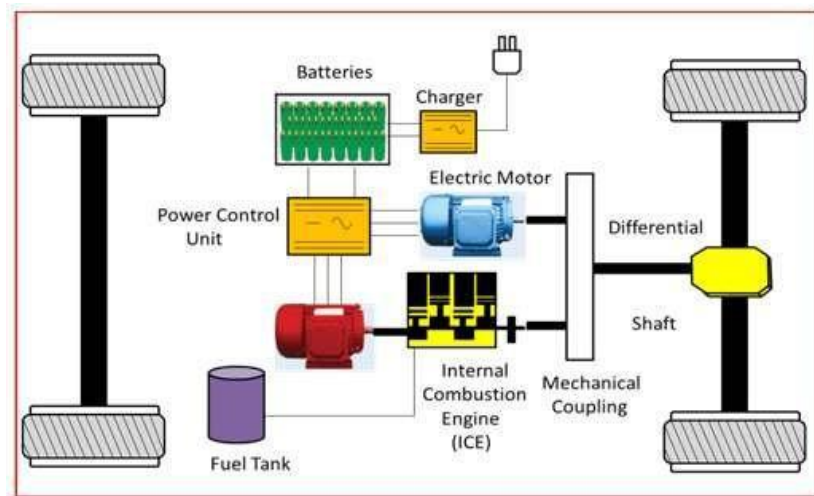 Batteries
Charger
Electric Motor
Power Control
Unit
Differential
Shaft
Internal
Combustion
Engine
(ICE)
Mechanical
Coupling
Fuel Tank